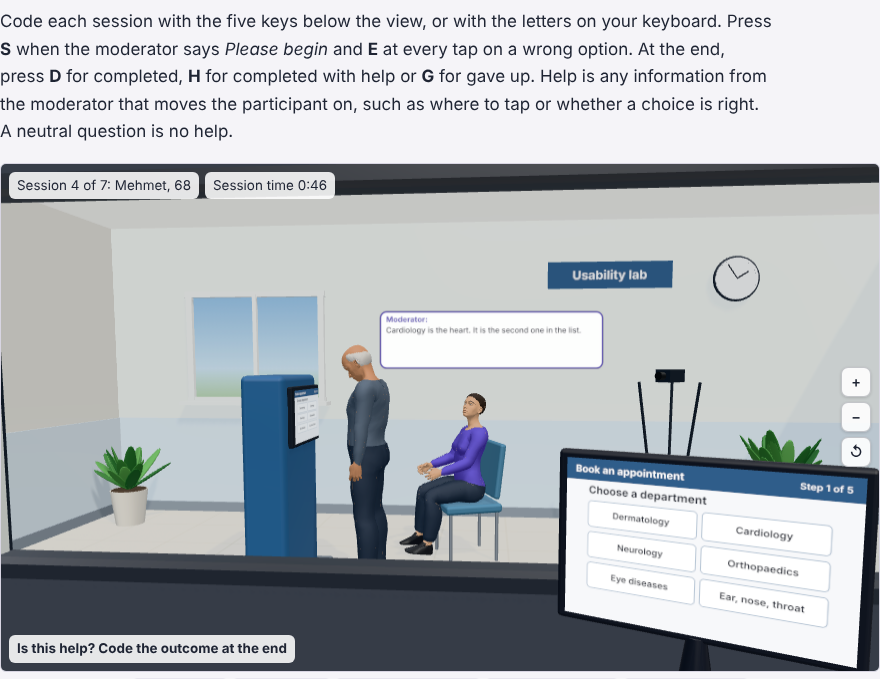 Code each session with the five keys below the view, or with the letters on your keyboard. Press
S when the moderator says Please begin and E at every tap on a wrong option. At the end,
press D for completed, H for completed with help or G for gave up. Help is any information from
the moderator that moves the participant on, such as where to tap or whether a choice is right.
A neutral question is no help.
Session 4 of 7: Mehmet, 68
Session time 0:46
Usability lab
Moderator:
Cardiology is the heart. It is the second one in the list.
+
−
Book an appointment
Step 1 of 5
Choose a department
Dermatology
Cardiology
Neurology
Orthopaedics
Eye diseases
Ear, nose, throat
Is this help? Code the outcome at the end